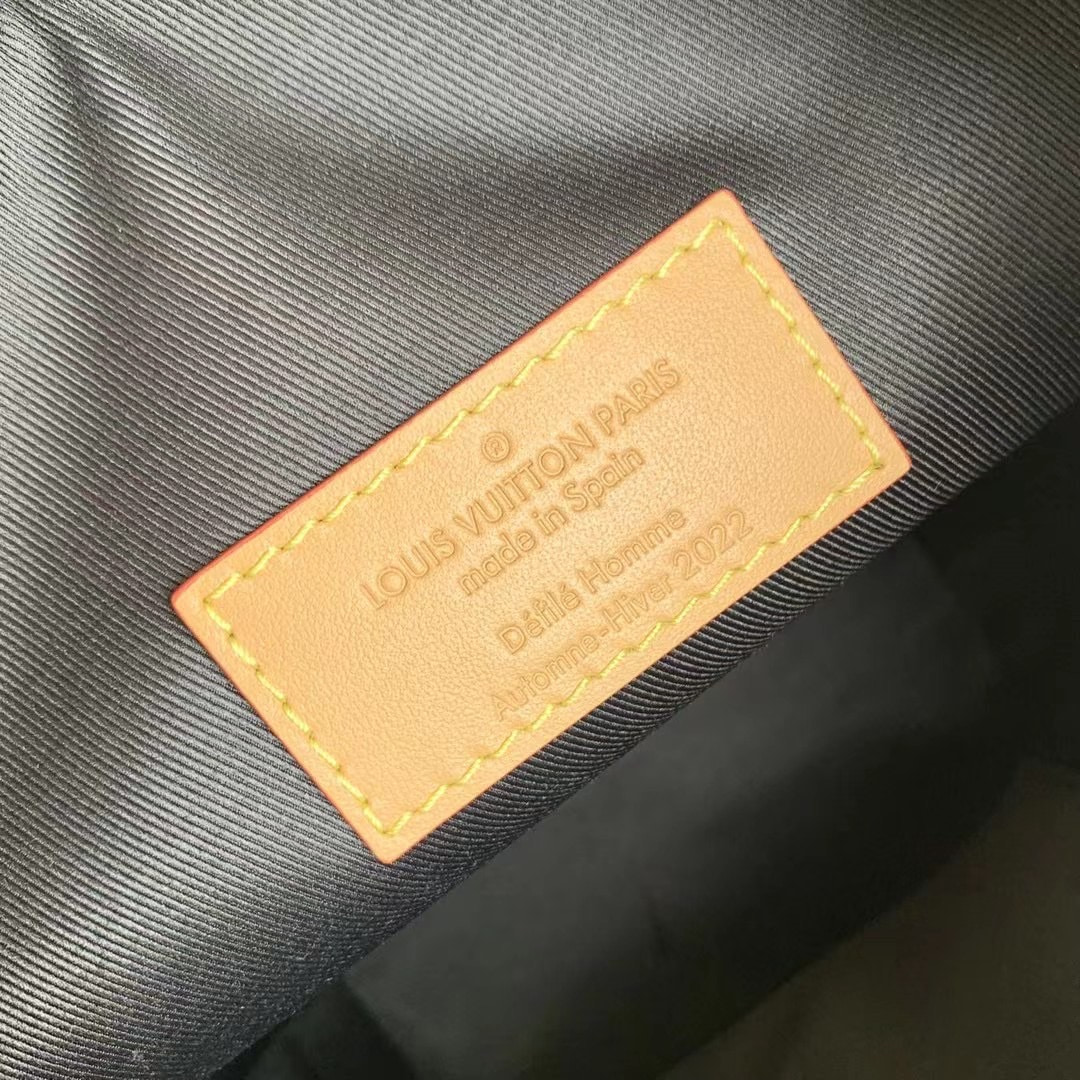 ®
LOUIS VUITTON PARIS
made in Spain
Défilé Homme
Automne-Hiver 2022